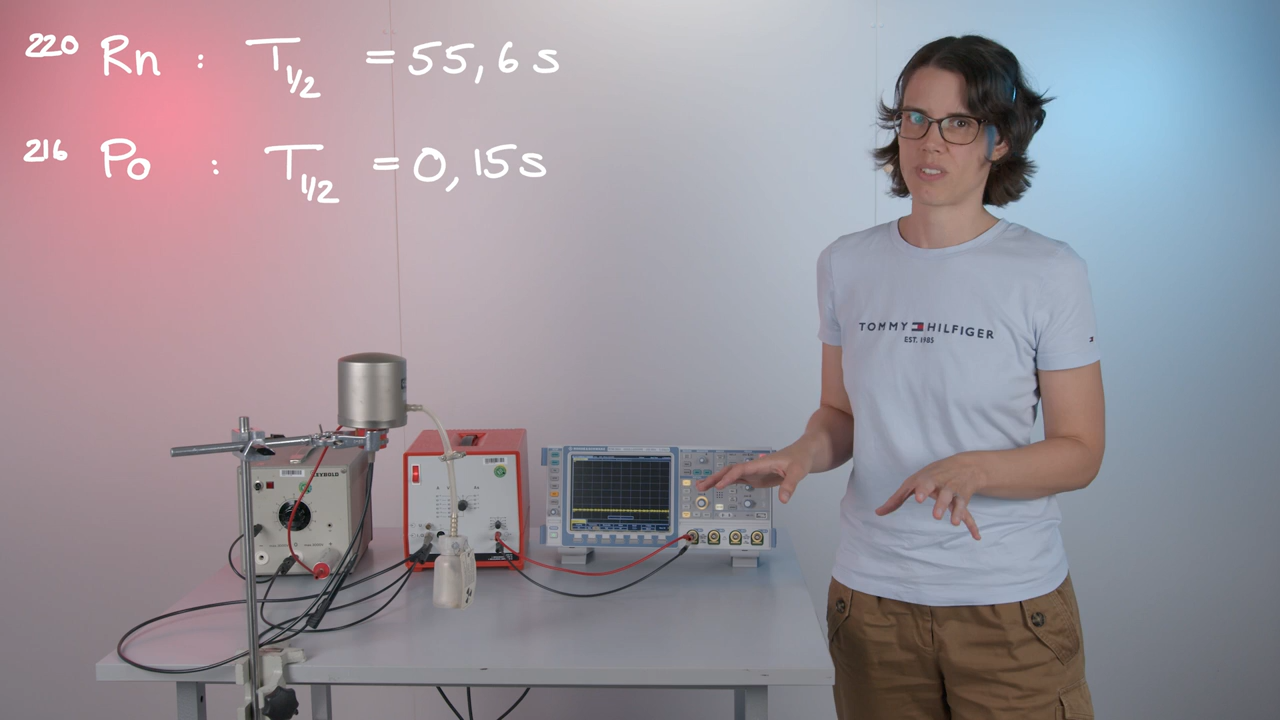 ²²⁰ Rn : T₁/₂ = 55,6 s
²¹⁶ Po : T₁/₂ = 0,15 s
TOMMY HILFIGER
EST. 1985
LEYBOLD